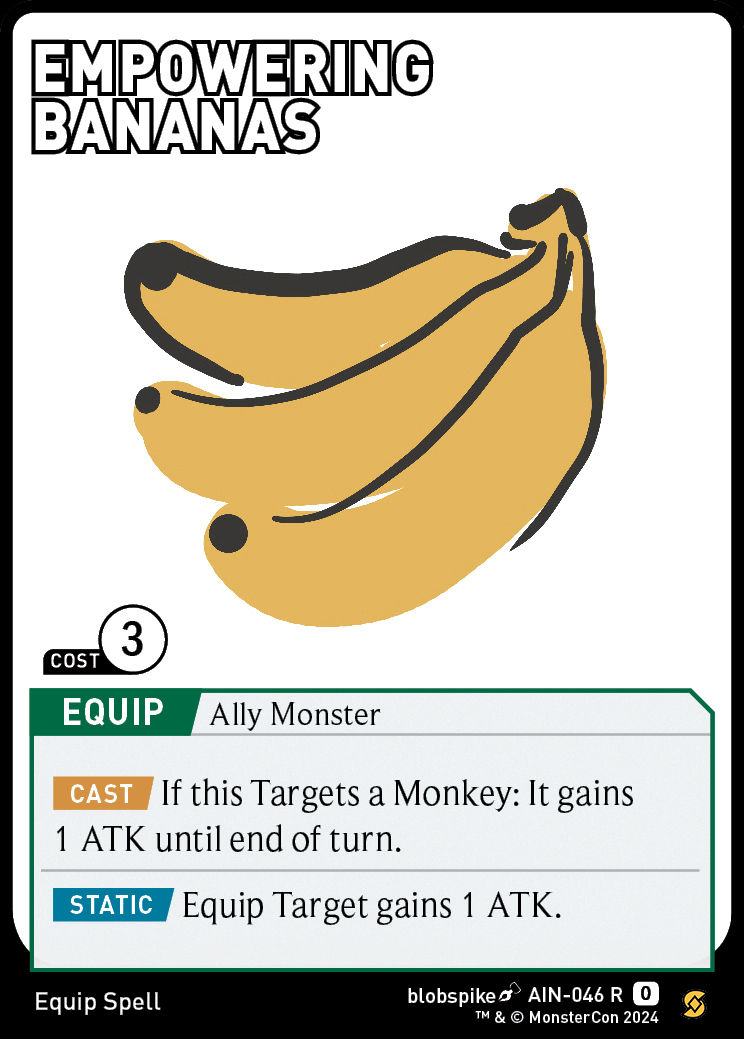 EMPOWERING
BANANAS
COST 3
EQUIP Ally Monster
CAST If this Targets a Monkey: It gains
1 ATK until end of turn.
STATIC Equip Target gains 1 ATK.
Equip Spell
blobspike AIN-046 R 0
™ & © MonsterCon 2024